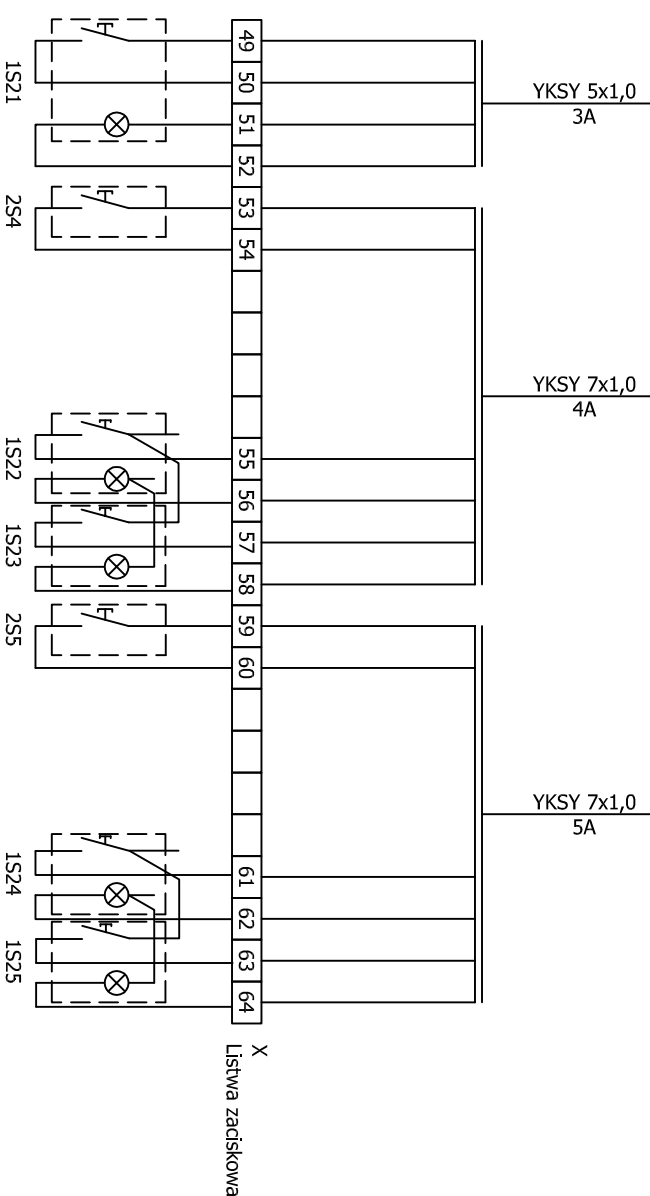 1S21
49
50
51
52
YKSY 5x1,0
3A
2S4
53
54
YKSY 7x1,0
4A
1S22
55
56
1S23
57
58
2S5
59
60
YKSY 7x1,0
5A
1S24
61
62
1S25
63
64
X
Listwa zaciskowa